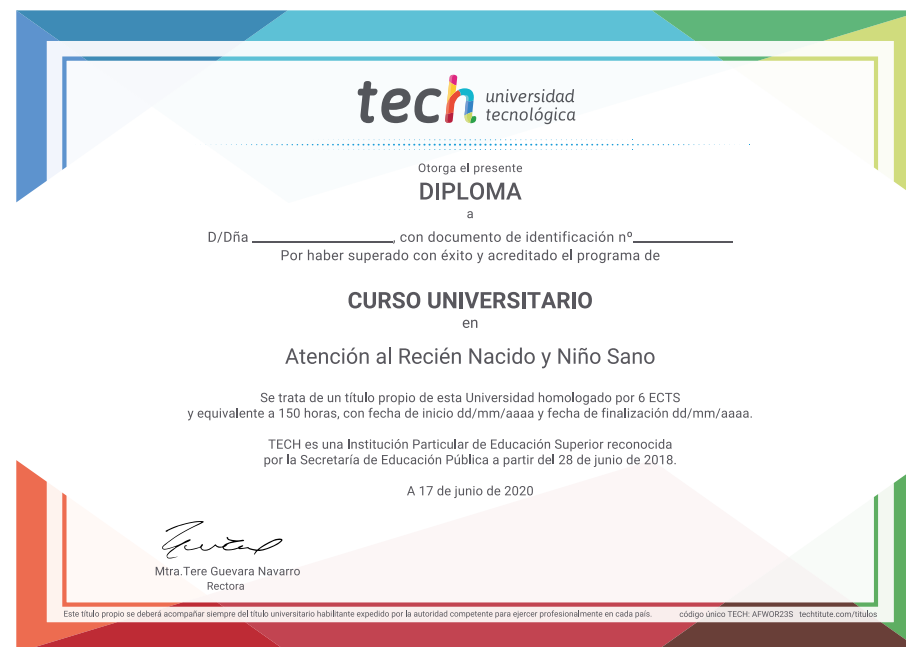 tech universidad
tecnológica
Otorga el presente
DIPLOMA
a
D/Dña ____________________, con documento de identificación nº______________
Por haber superado con éxito y acreditado el programa de
CURSO UNIVERSITARIO
en
Atención al Recién Nacido y Niño Sano
Se trata de un título propio de esta Universidad homologado por 6 ECTS
y equivalente a 150 horas, con fecha de inicio dd/mm/aaaa y fecha de finalización dd/mm/aaaa.
TECH es una Institución Particular de Educación Superior reconocida
por la Secretaría de Educación Pública a partir del 28 de junio de 2018.
A 17 de junio de 2020
Mtra.Tere Guevara Navarro
Rectora
Este título propio se deberá acompañar siempre del título universitario habilitante expedido por la autoridad competente para ejercer profesionalmente en cada país. código único TECH: AFWOR23S techtitute.com/titulos